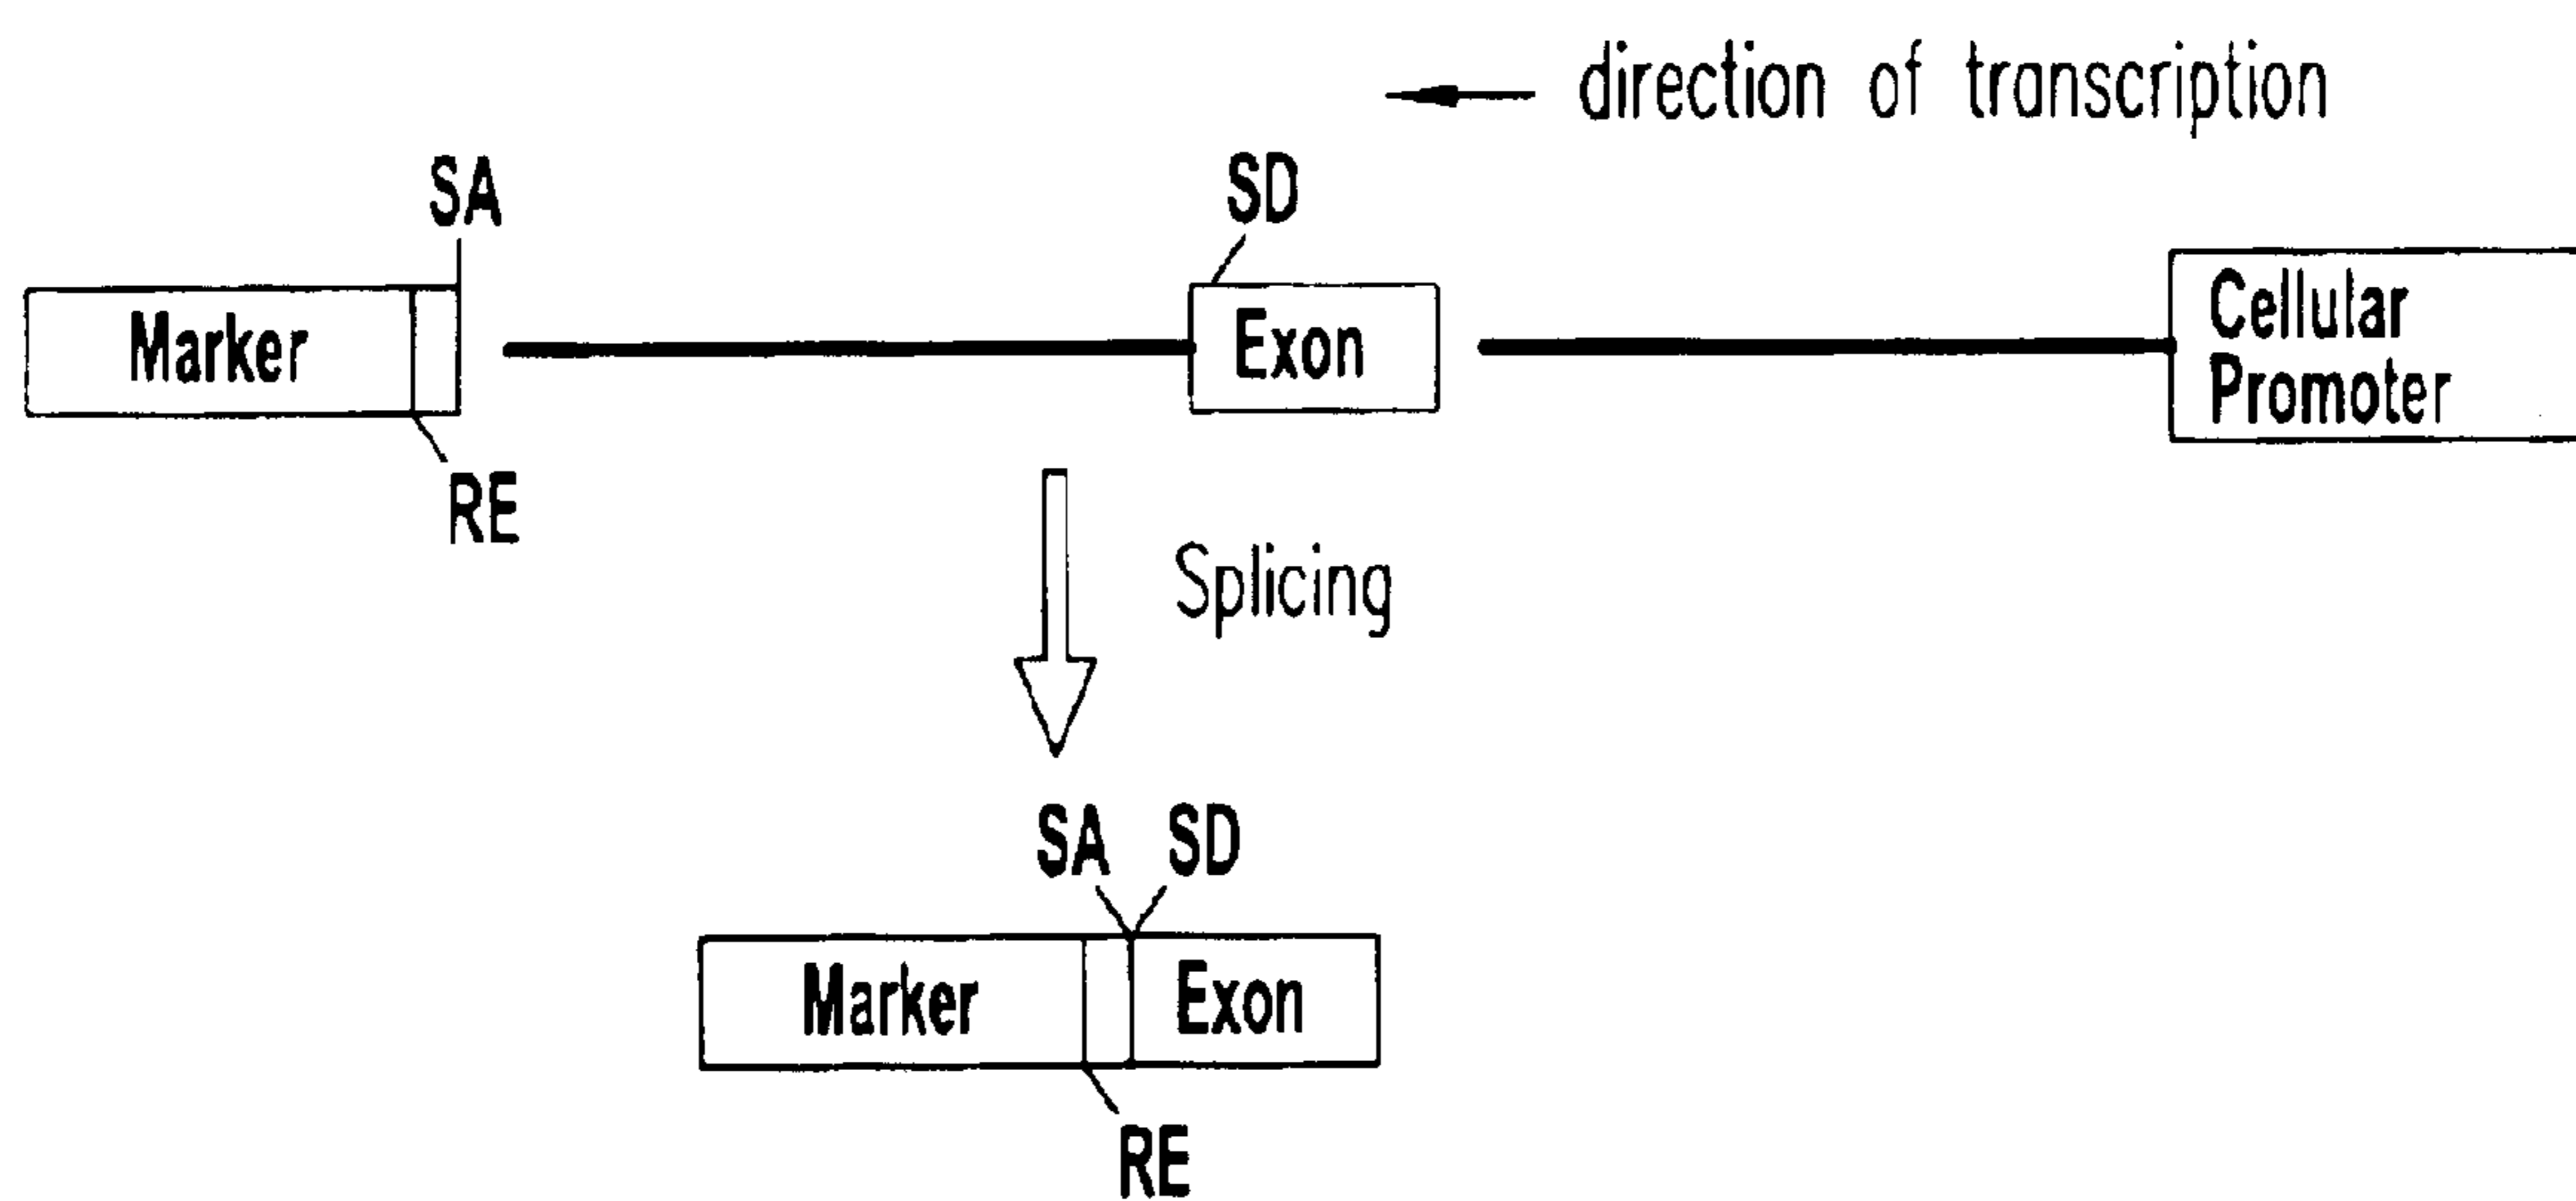 direction of transcription
SA
SD
Marker
Exon
Cellular
Promoter
RE
Splicing
SA SD
Marker
Exon
RE